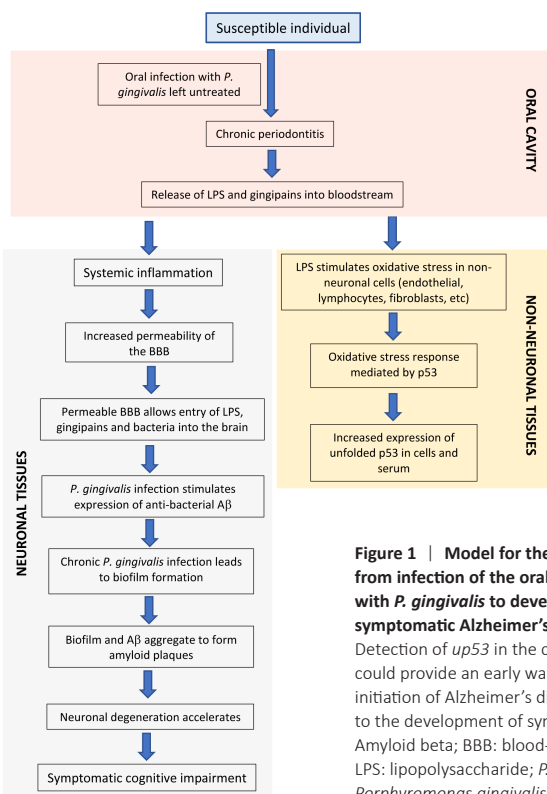 Susceptible individual
Oral infection with P.
gingivalis left untreated
Chronic periodontitis
Release of LPS and gingipains into bloodstream
ORAL CAVITY
Systemic inflammation
Increased permeability of
the BBB
Permeable BBB allows entry of LPS,
gingipains and bacteria into the brain
P. gingivalis infection stimulates
expression of anti-bacterial Aβ
Chronic P. gingivalis infection leads
to biofilm formation
Biofilm and Aβ aggregate to form
amyloid plaques
Neuronal degeneration accelerates
Symptomatic cognitive impairment
NEURONAL TISSUES
LPS stimulates oxidative stress in non-
neuronal cells (endothelial,
lymphocytes, fibroblasts, etc)
Oxidative stress response
mediated by p53
Increased expression of
unfolded p53 in cells and
serum
NON-NEURONAL TISSUES
Figure 1 | Model for the
from infection of the oral
with P. gingivalis to deve
symptomatic Alzheimer's
Detection of up53 in the c
could provide an early wa
initiation of Alzheimer's di
to the development of syr
Amyloid beta; BBB: blood-
LPS: lipopolysaccharide; P.
Porphyromonas gingivalis